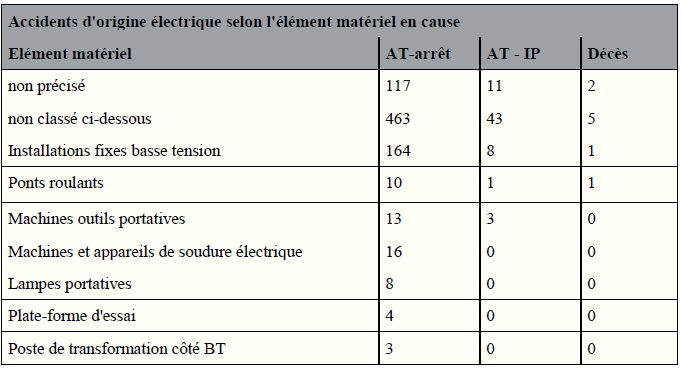 Accidents d'origine électrique selon l'élément matériel en cause
Elément matériel AT-arrêt AT - IP Décès
non précisé 117 11 2
non classé ci-dessous 463 43 5
Installations fixes basse tension 164 8 1
Ponts roulants 10 1 1
Machines outils portatives 13 3 0
Machines et appareils de soudure électrique 16 0 0
Lampes portatives 8 0 0
Plate-forme d'essai 4 0 0
Poste de transformation côté BT 3 0 0